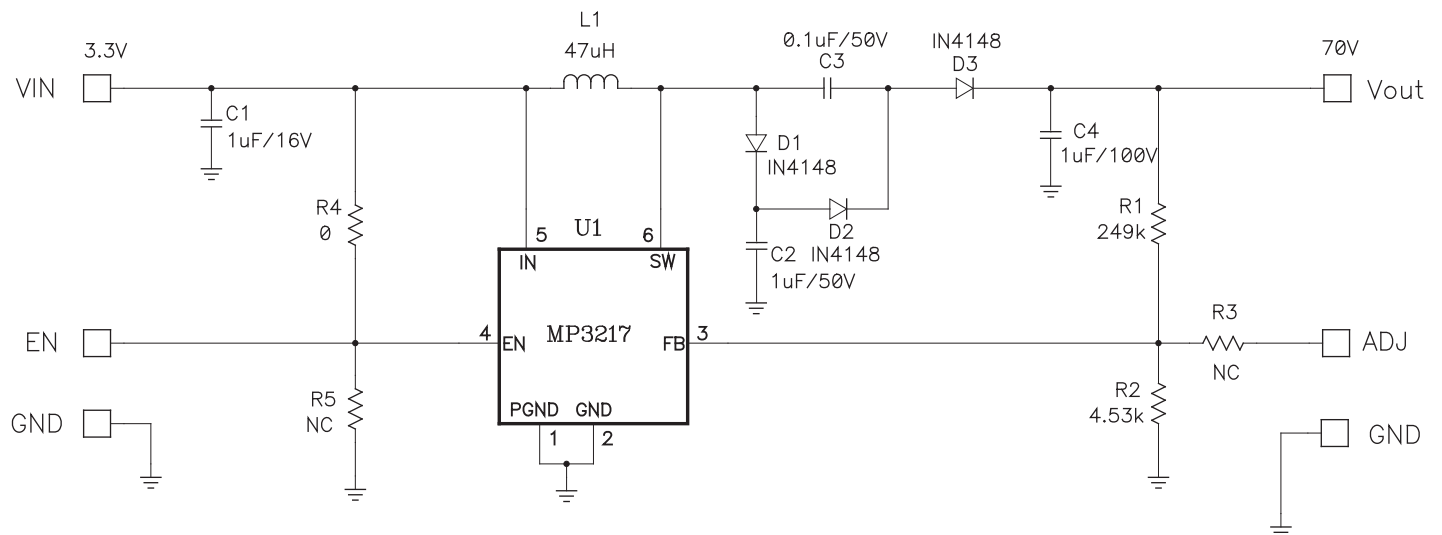 L1
47uH
3.3V
VIN
0.1uF/50V
C3
IN4148
D3
70V
Vout
C1
1uF/16V
D1
IN4148
C4
1uF/100V
R4
0
U1
5
6
IN
SW
D2
C2 IN4148
1uF/50V
R1
249k
EN
4
EN
MP3217
FB
3
R3
NC
ADJ
R5
NC
GND
PGND GND
1
2
R2
4.53k
GND